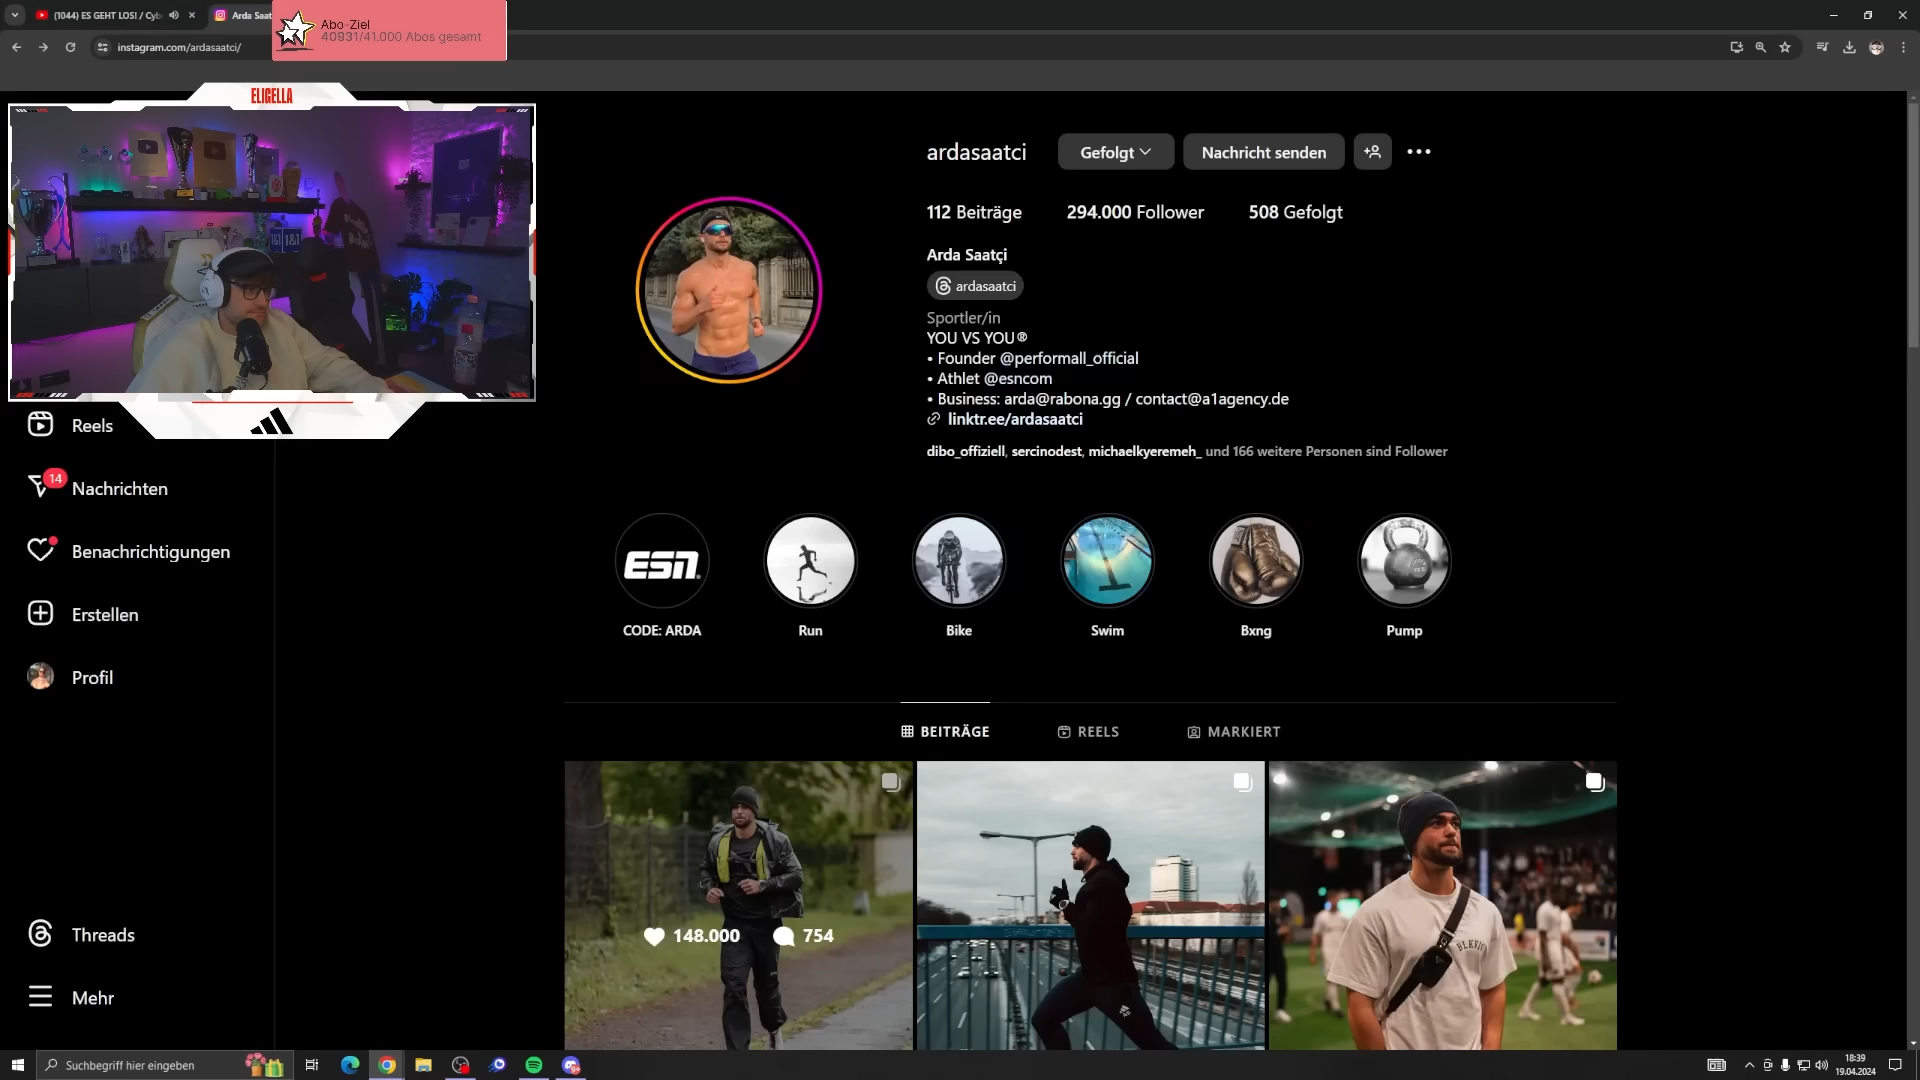 (1044) ES GEHT LOS! / Cyb
Arda Saat
Abo-Ziel
40931/41.000 Abos gesamt
instagram.com/ardasaatci/
ELIGELLA
1&1 1&1
ardasaatci
Gefolgt
Nachricht senden
112 Beiträge
294.000 Follower
508 Gefolgt
Arda Saatçi
ardasaatci
Sportler/in
YOU VS YOU®
• Founder @performall_official
• Athlet @esncom
• Business: arda@rabona.gg / contact@a1agency.de
linktr.ee/ardasaatci
dibo_offiziell, sercinodest, michaelkyeremeh_ und 166 weitere Personen sind Follower
Reels
14
Nachrichten
Benachrichtigungen
Erstellen
Profil
Threads
Mehr
ESN
CODE: ARDA
Run
Bike
Swim
Bxng
Pump
BEITRÄGE
REELS
MARKIERT
148.000
754
Suchbegriff hier eingeben
18:39
19.04.2024